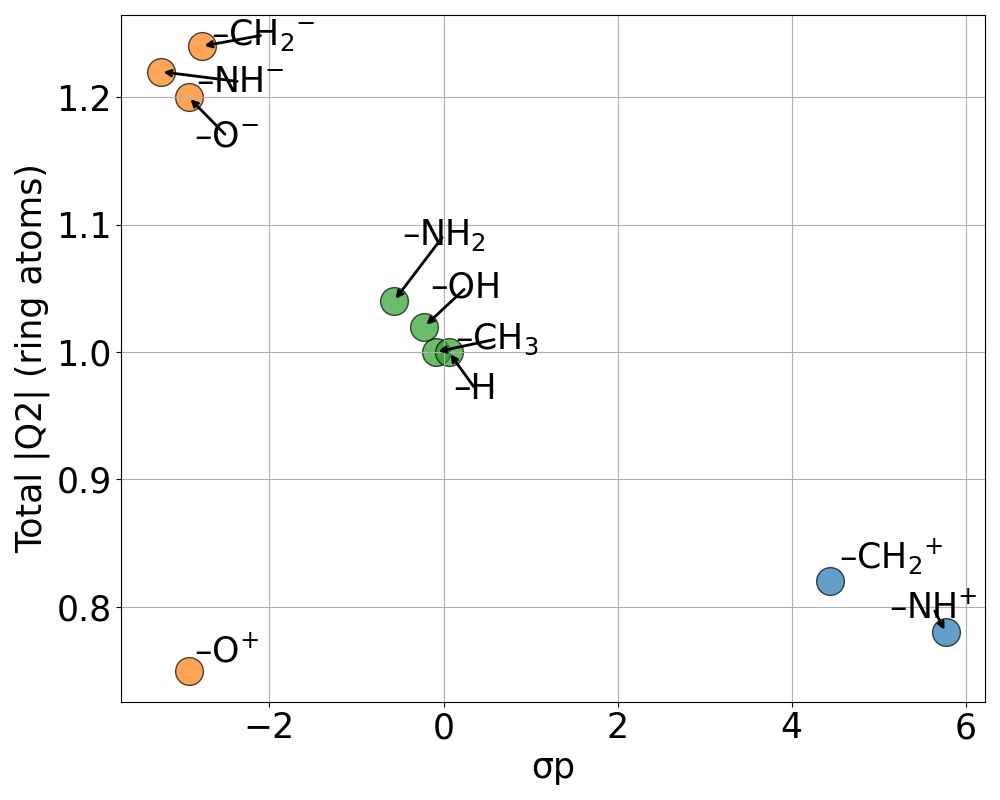 –CH₂⁻
–NH⁻
–O⁻
–NH₂
–OH
–CH₃
–H
–CH₂⁺
–NH⁺
–O⁺
1.2
1.1
1.0
0.9
0.8
Total |Q2| (ring atoms)
−2 0 2 4 6
σp